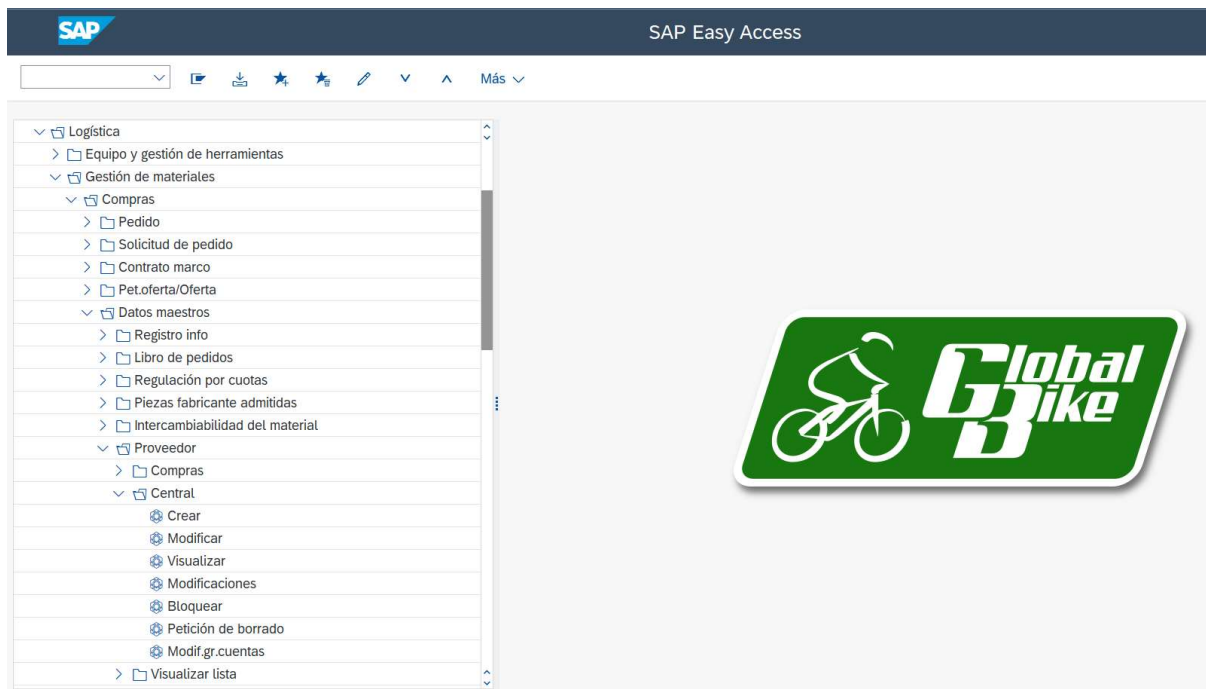 SAP
SAP Easy Access
Más
Logística
Equipo y gestión de herramientas
Gestión de materiales
Compras
Pedido
Solicitud de pedido
Contrato marco
Pet.oferta/Oferta
Datos maestros
Registro info
Libro de pedidos
Regulación por cuotas
Piezas fabricante admitidas
Intercambiabilidad del material
Proveedor
Compras
Central
Crear
Modificar
Visualizar
Modificaciones
Bloquear
Petición de borrado
Modif.gr.cuentas
Visualizar lista
Global
Bike